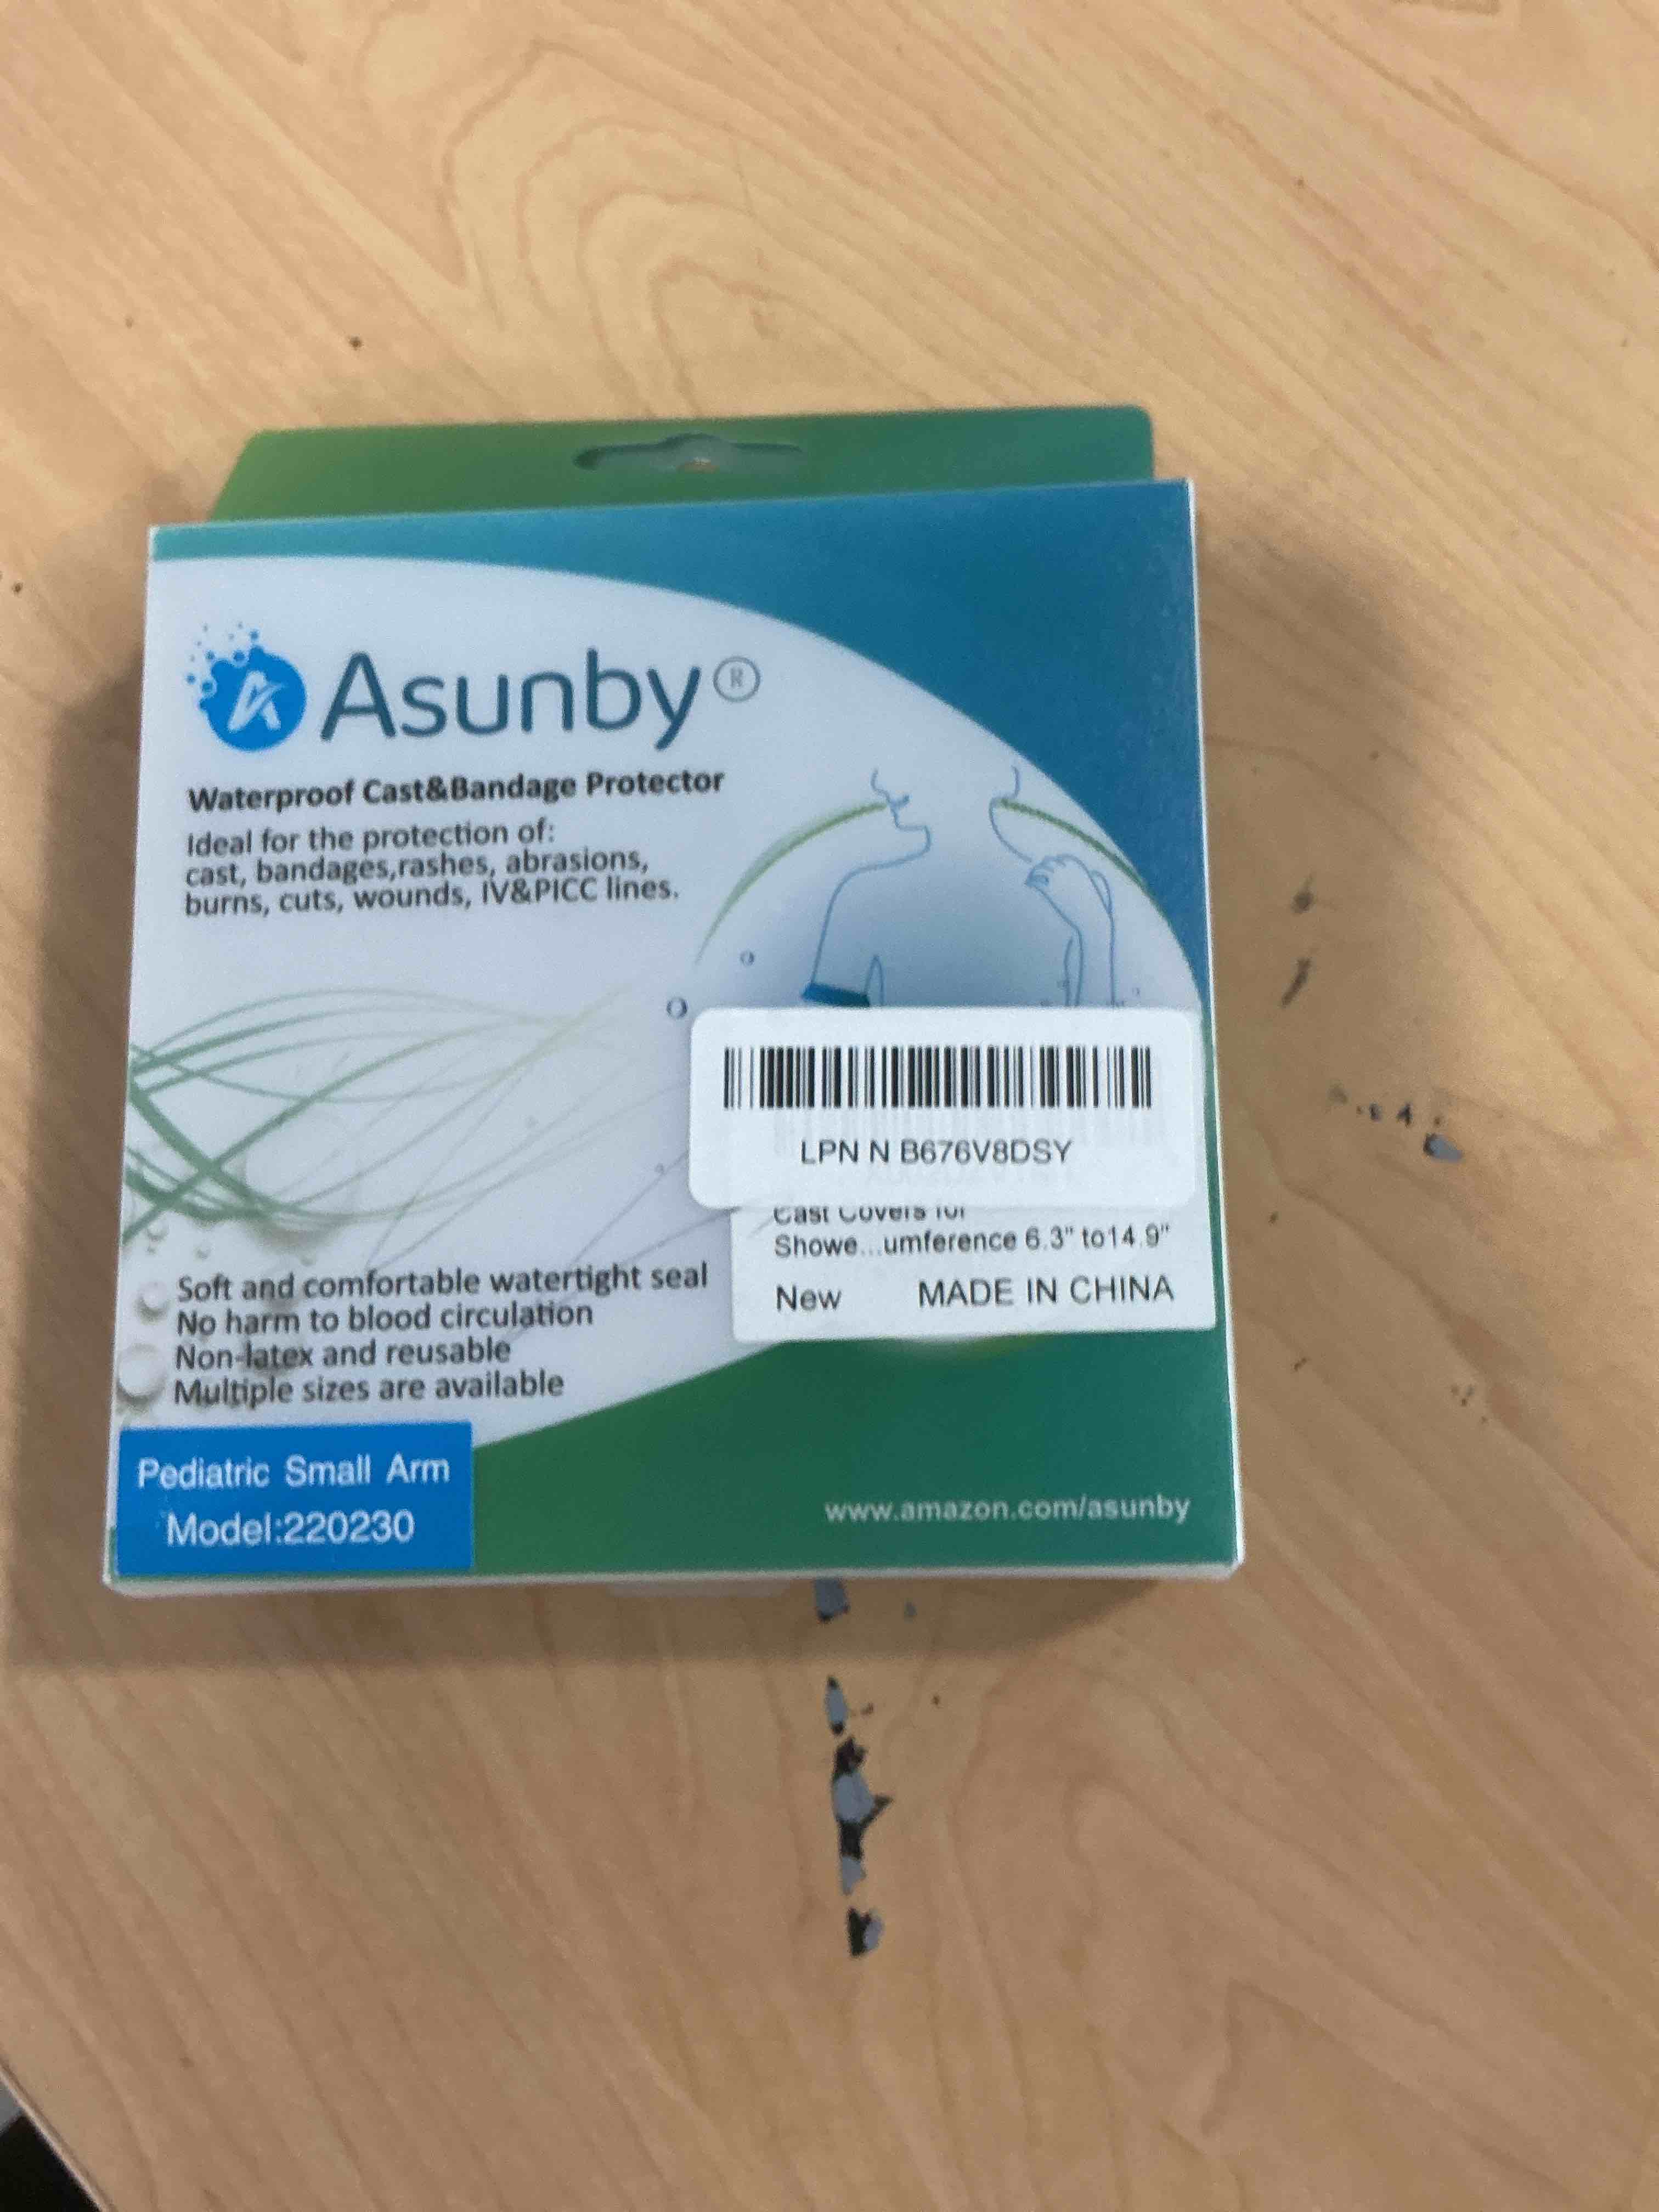 Asunby®
Waterproof Cast&Bandage Protector
Ideal for the protection of:
cast, bandages,rashes, abrasions,
burns, cuts, wounds, IV&PICC lines.
LPN N B676V8DSY
Cast Covers for
Showe...umference 6.3" to14.9"
New MADE IN CHINA
Soft and comfortable watertight seal
No harm to blood circulation
Non-latex and reusable
Multiple sizes are available
Pediatric Small Arm
Model:220230
www.amazon.com/asunby